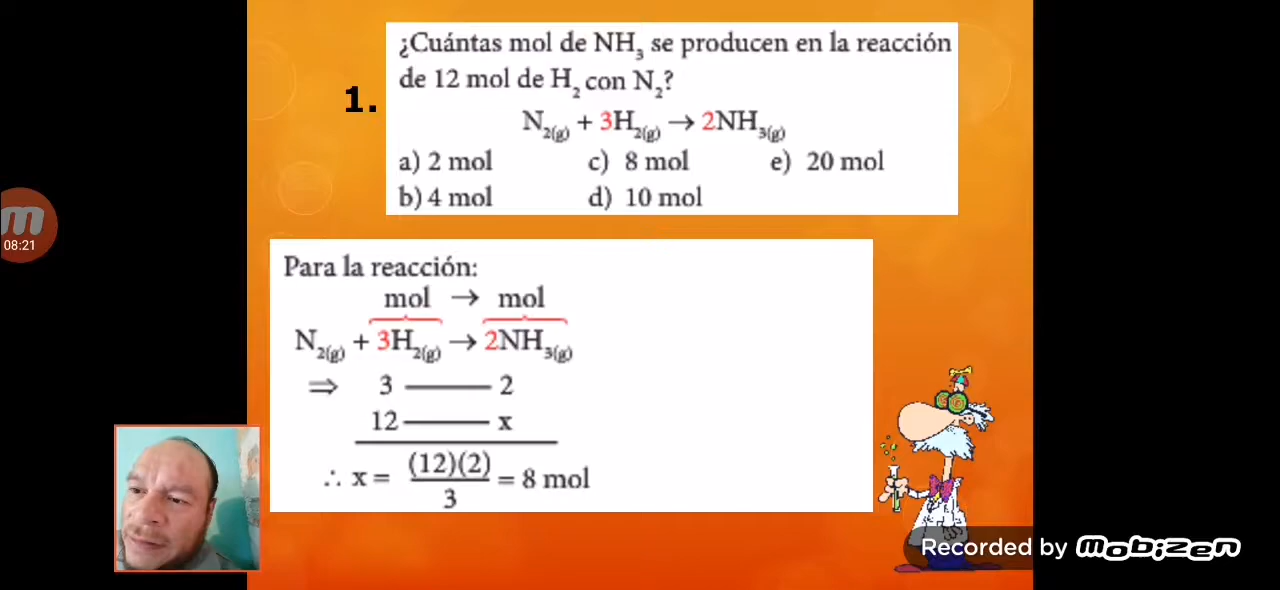 ¿Cuántas mol de NH₃ se producen en la reacción
de 12 mol de H₂ con N₂?
1.
N₂(g) + 3H₂(g) → 2NH₃(g)
a) 2 mol c) 8 mol e) 20 mol
b) 4 mol d) 10 mol
m
08:21
Para la reacción:
mol → mol
N₂(g) + 3H₂(g) → 2NH₃(g)
⇒ 3 —— 2
12 —— x
∴ x = (12)(2)/3 = 8 mol
Recorded by mobizen